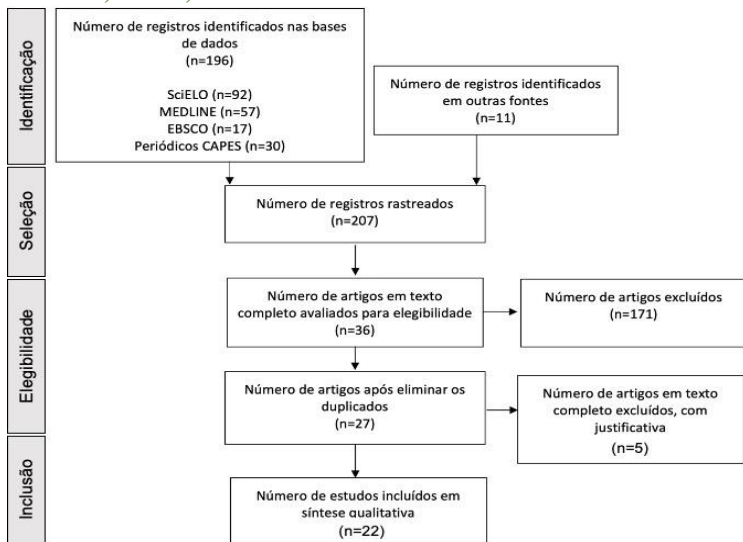 Identificação
Número de registros identificados nas bases
de dados
(n=196)
SciELO (n=92)
MEDLINE (n=57)
EBSCO (n=17)
Periódicos CAPES (n=30)
Número de registros identificados
em outras fontes
(n=11)
Seleção
Número de registros rastreados
(n=207)
Elegibilidade
Número de artigos em texto
completo avaliados para elegibilidade
(n=36)
Número de artigos excluídos
(n=171)
Número de artigos após eliminar os
duplicados
(n=27)
Número de artigos em texto
completo excluídos, com
justificativa
(n=5)
Inclusão
Número de estudos incluídos em
síntese qualitativa
(n=22)